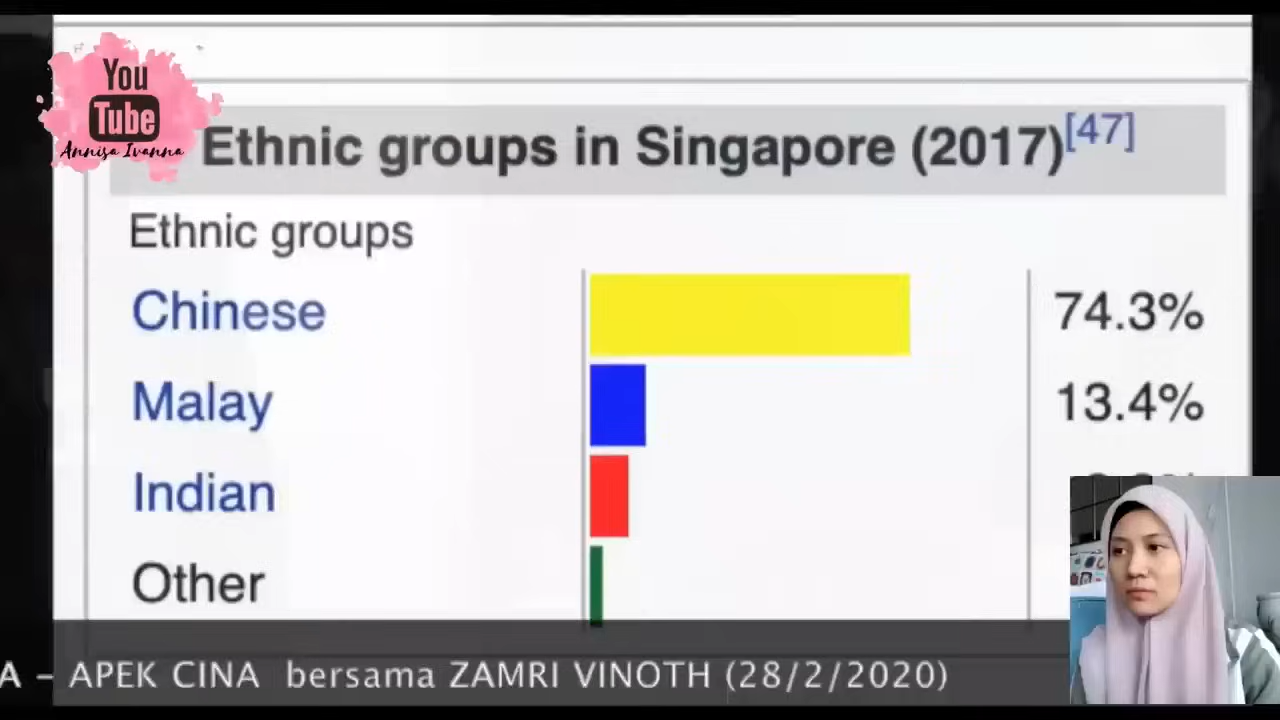 You
Tube
Annisa Ivanna
Ethnic groups in Singapore (2017)[47]
Ethnic groups
Chinese 74.3%
Malay 13.4%
Indian
Other
A – APEK CINA bersama ZAMRI VINOTH (28/2/2020)